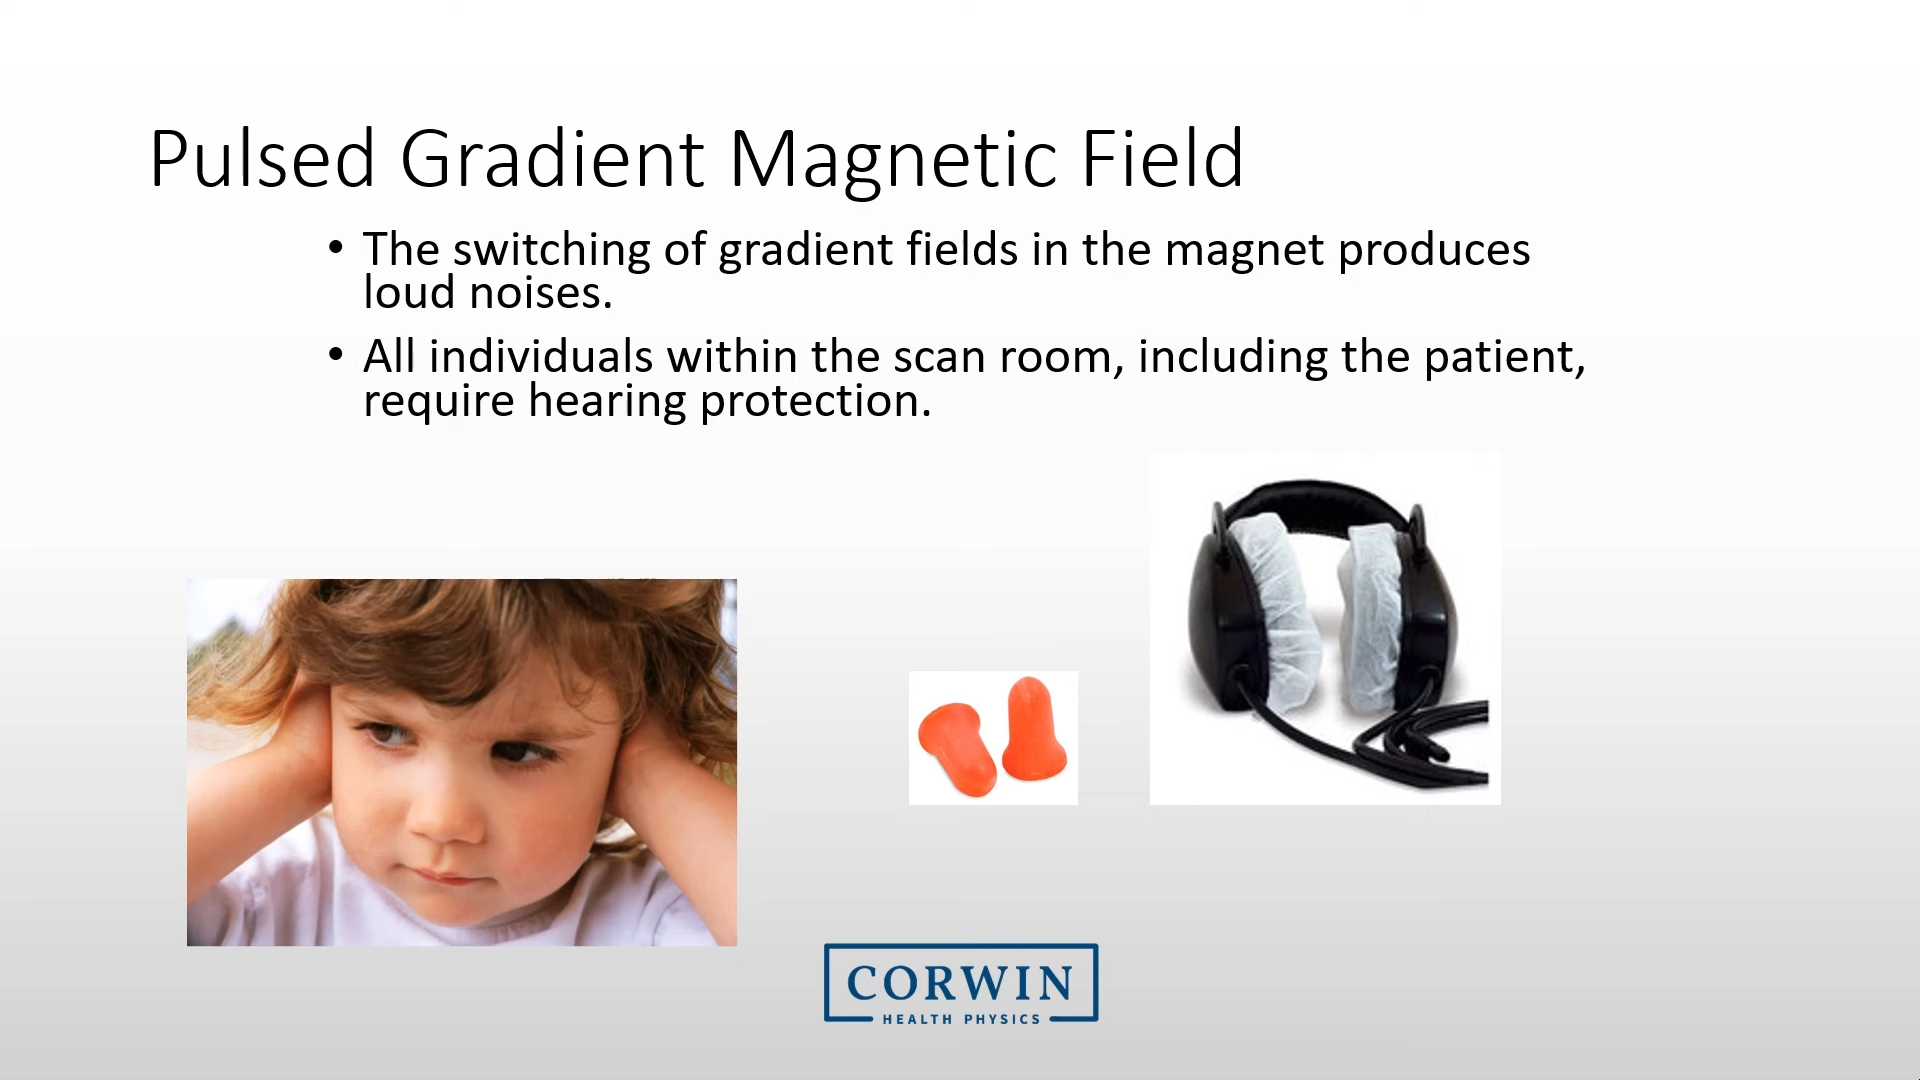 Pulsed Gradient Magnetic Field
• The switching of gradient fields in the magnet produces
loud noises.
• All individuals within the scan room, including the patient,
require hearing protection.
CORWIN
HEALTH PHYSICS